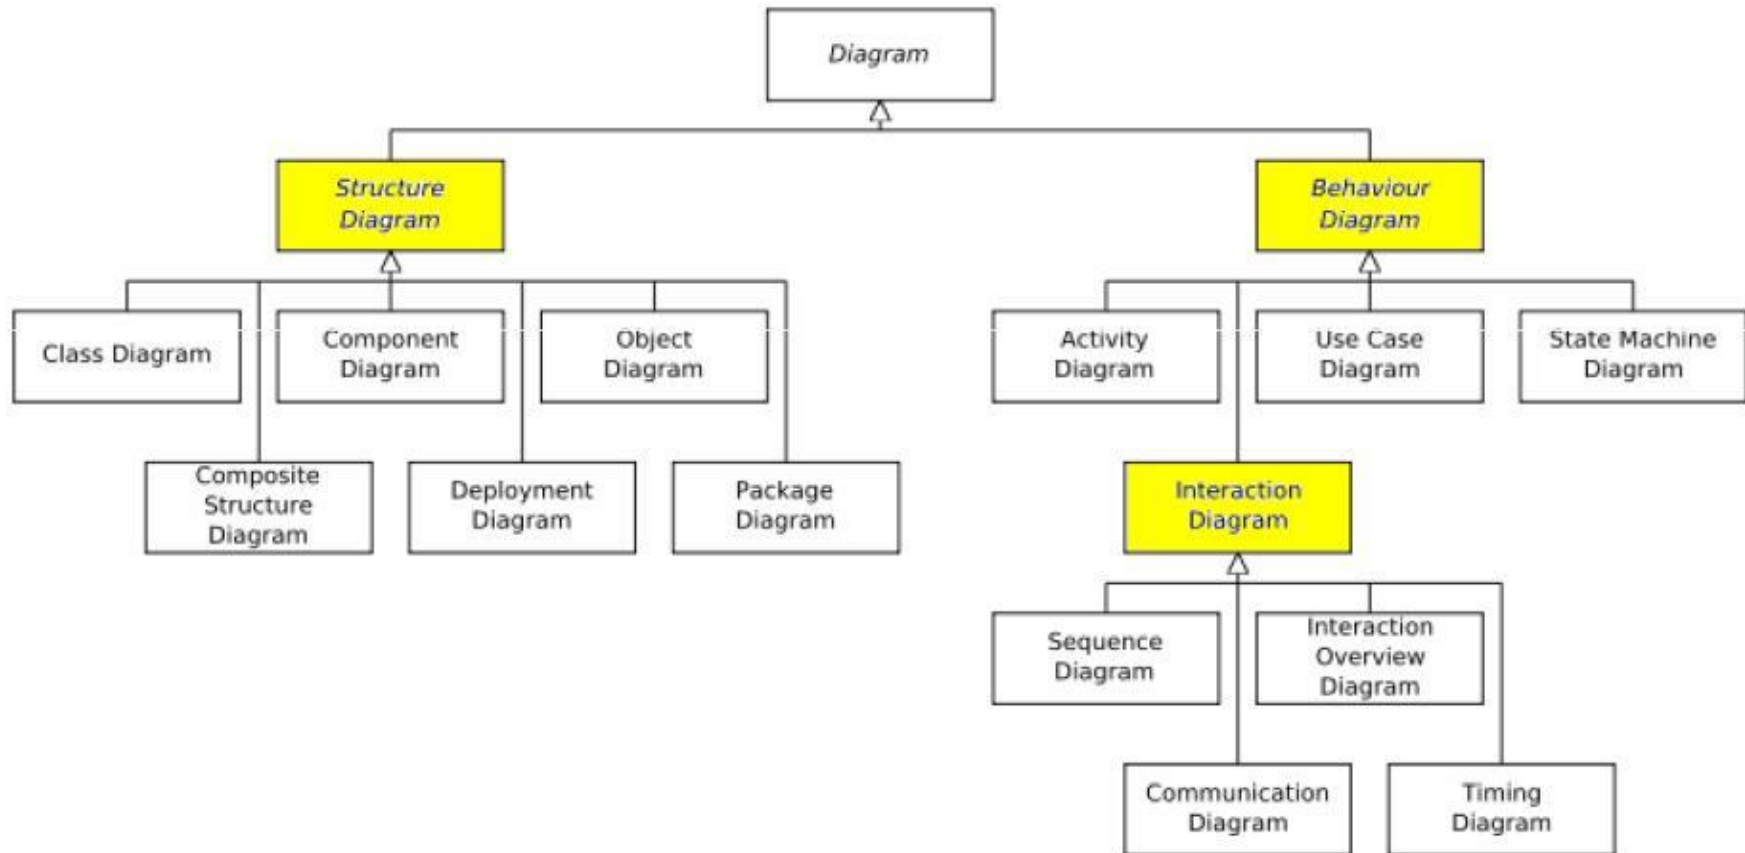 Diagram
Structure
Diagram
Behaviour
Diagram
Class Diagram
Component
Diagram
Object
Diagram
Activity
Diagram
Use Case
Diagram
State Machine
Diagram
Composite
Structure
Diagram
Deployment
Diagram
Package
Diagram
Interaction
Diagram
Sequence
Diagram
Interaction
Overview
Diagram
Communication
Diagram
Timing
Diagram